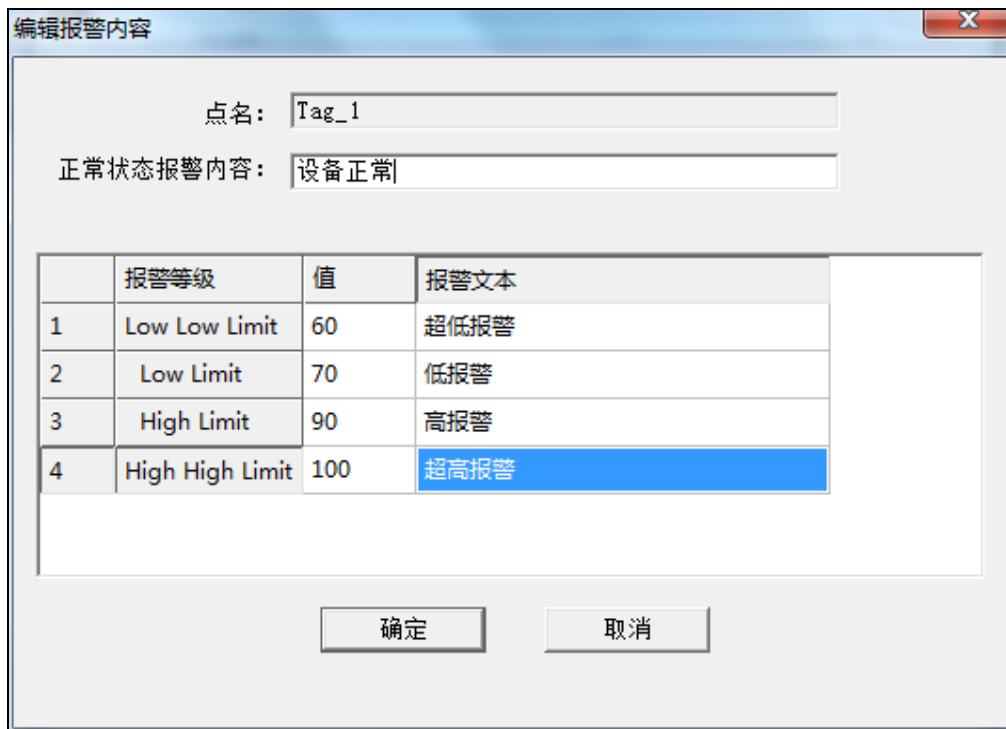 编辑报警内容
X
点名: Tag_1
正常状态报警内容: 设备正常
报警等级 值 报警文本
1 Low Low Limit 60 超低报警
2 Low Limit 70 低报警
3 High Limit 90 高报警
4 High High Limit 100 超高报警
确定 取消